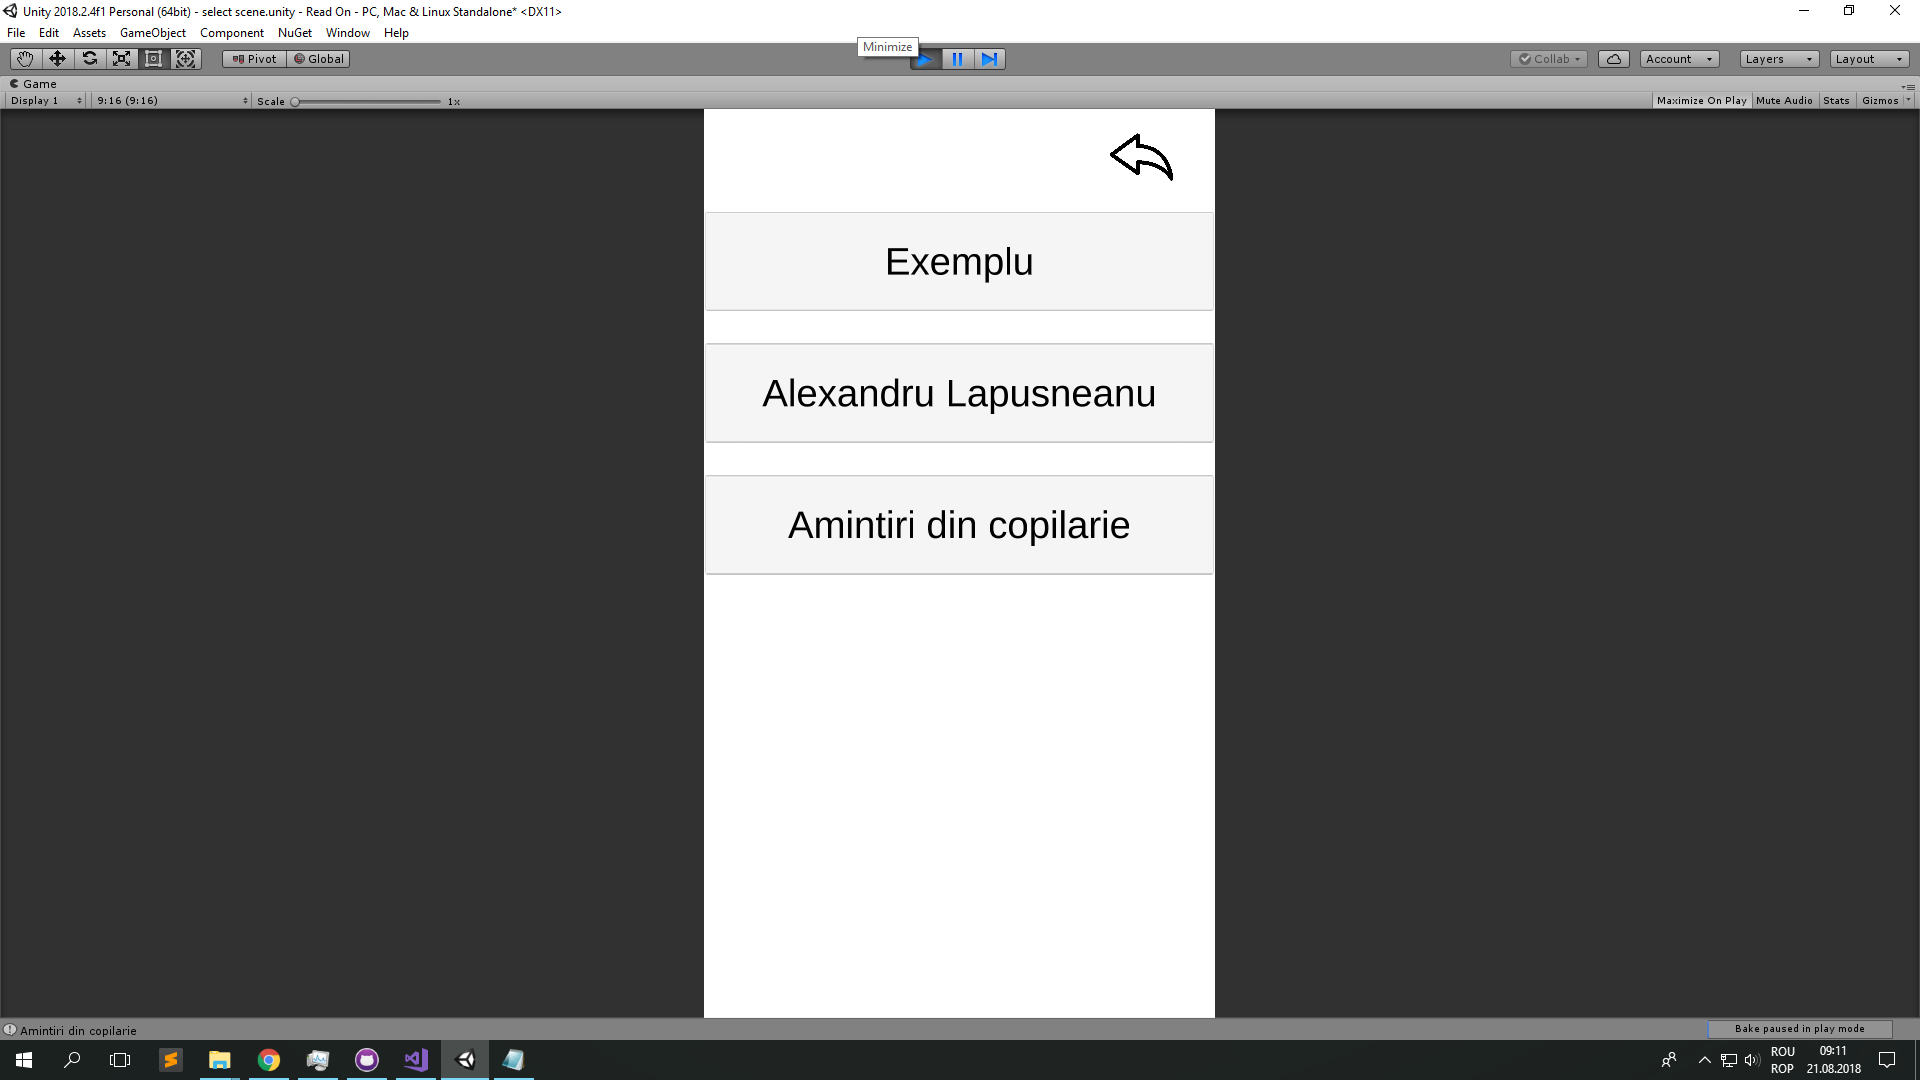 Unity 2018.2.4f1 Personal (64bit) - select scene.unity - Read On - PC, Mac & Linux Standalone* <DX11>
File Edit Assets GameObject Component NuGet Window Help
Minimize
Pivot Global Collab Account Layers Layout
Game
Display 1 9:16 (9:16) Scale 1x Maximize On Play Mute Audio Stats Gizmos
Exemplu
Alexandru Lapusneanu
Amintiri din copilarie
Amintiri din copilarie Bake paused in play mode
ROU 09:11
ROP 21.08.2018